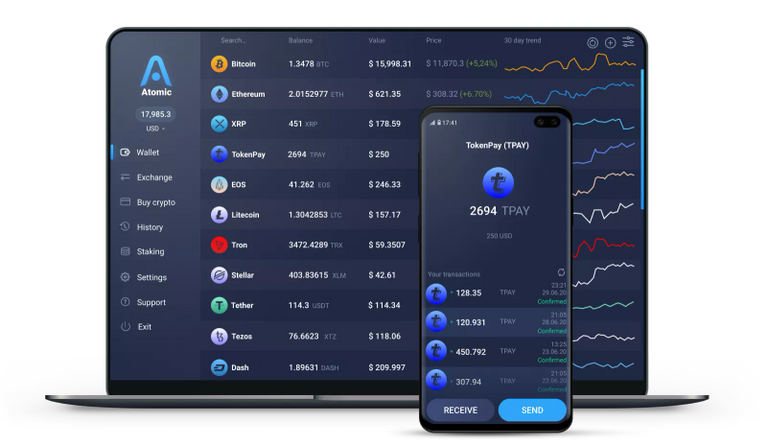 Search... Balance Value Price 30 day trend
Atomic
17,985.3
USD
Wallet
Exchange
Buy crypto
History
Staking
Settings
Support
Exit
Bitcoin 1.3478 BTC $ 15,998.31 $ 11,870.3 (+5,24%)
Ethereum 2.0152977 ETH $ 621.35 $ 308.32 (+6.70%)
XRP 451 XRP $ 178.59
TokenPay 2694 TPAY $ 250
EOS 41.262 EOS $ 246.33
Litecoin 1.3042853 LTC $ 157.17
Tron 3472.4289 TRX $ 59.3507
Stellar 403.83615 XLM $ 42.61
Tether 114.3 USDT $ 114.34
Tezos 76.6623 XTZ $ 118.06
Dash 1.89631 DASH $ 209.997
17:41
TokenPay (TPAY)
2694 TPAY
250 USD
Your transactions
+ 128.35 TPAY 23:21
29.06.20
Confirmed
+ 120.931 TPAY 21:05
28.06.20
Confirmed
+ 450.792 TPAY 13:25
23.06.20
Confirmed
+ 307.94 TPAY 21:05
Confirmed
RECEIVE SEND